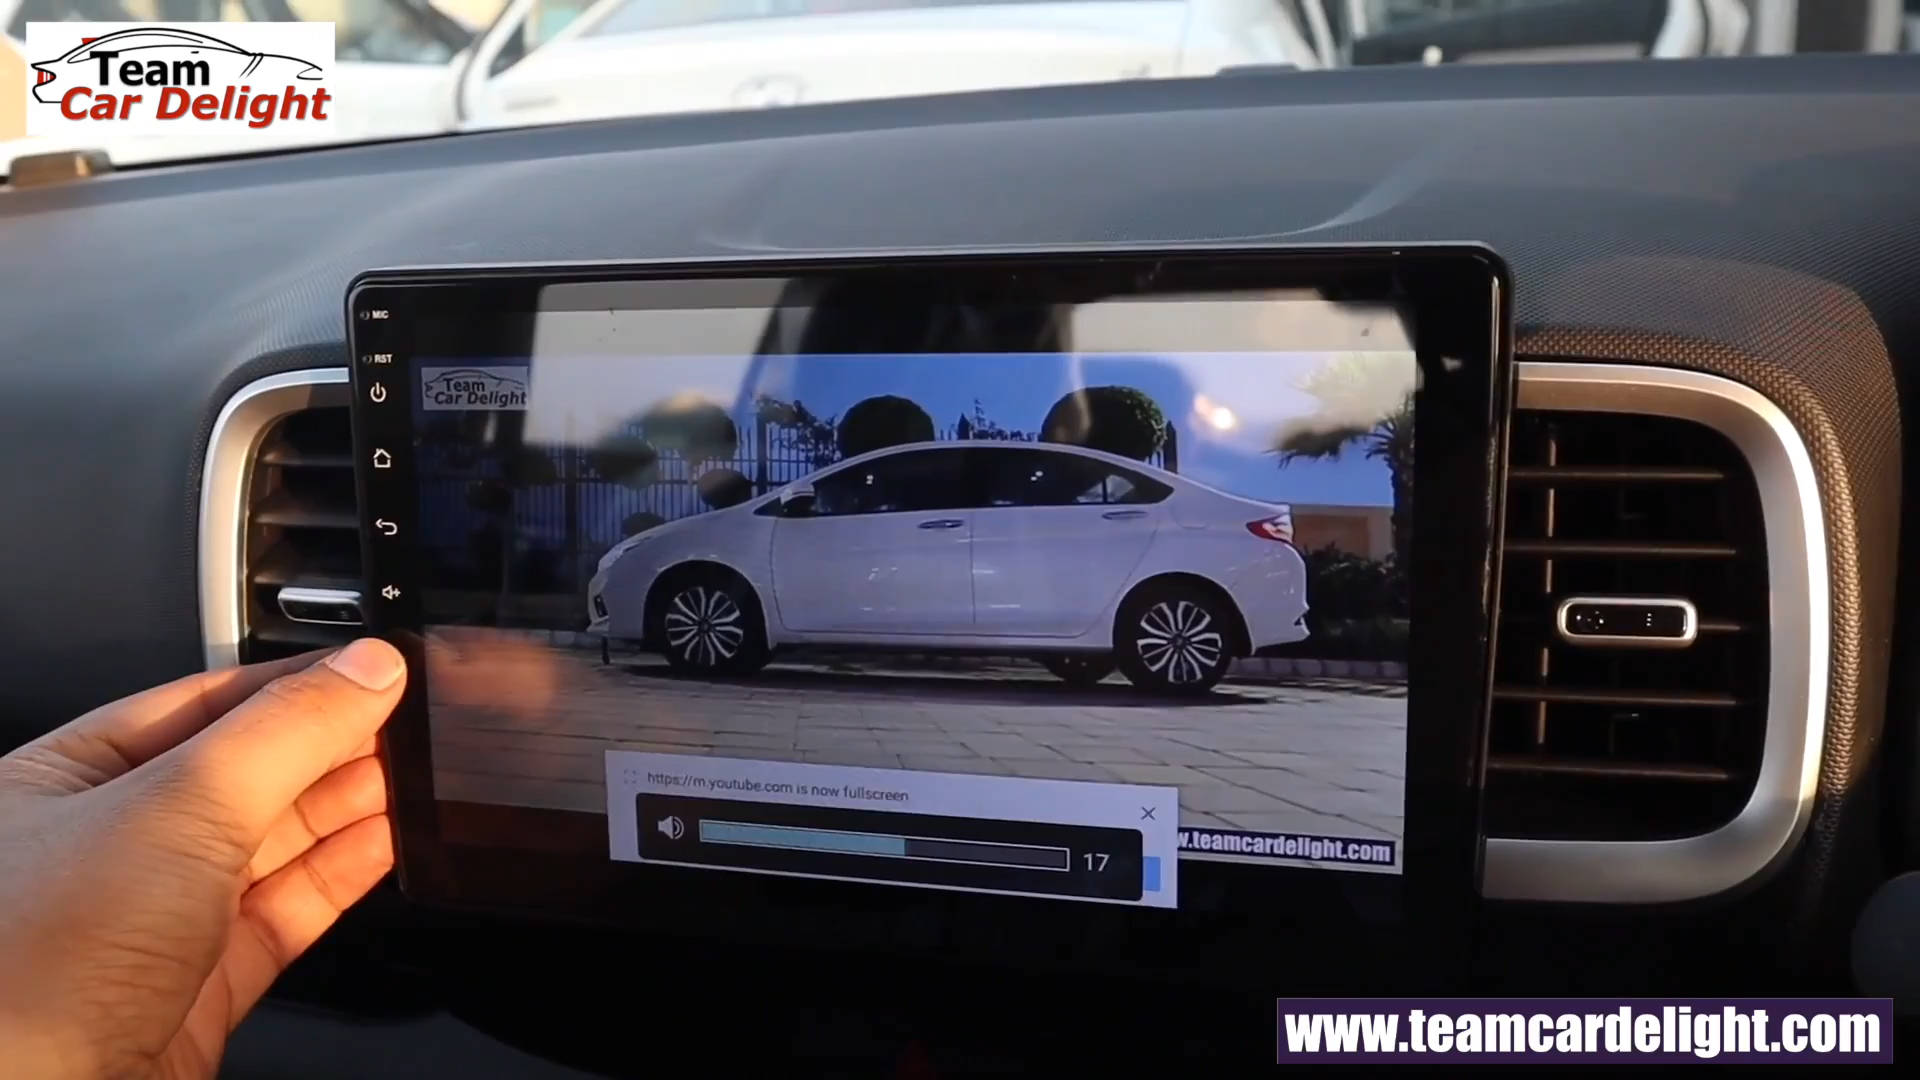 Team
Car Delight
MIC
RST
Team
Car Delight
https://m.youtube.com is now fullscreen
17
w.teamcardelight.com
www.teamcardelight.com